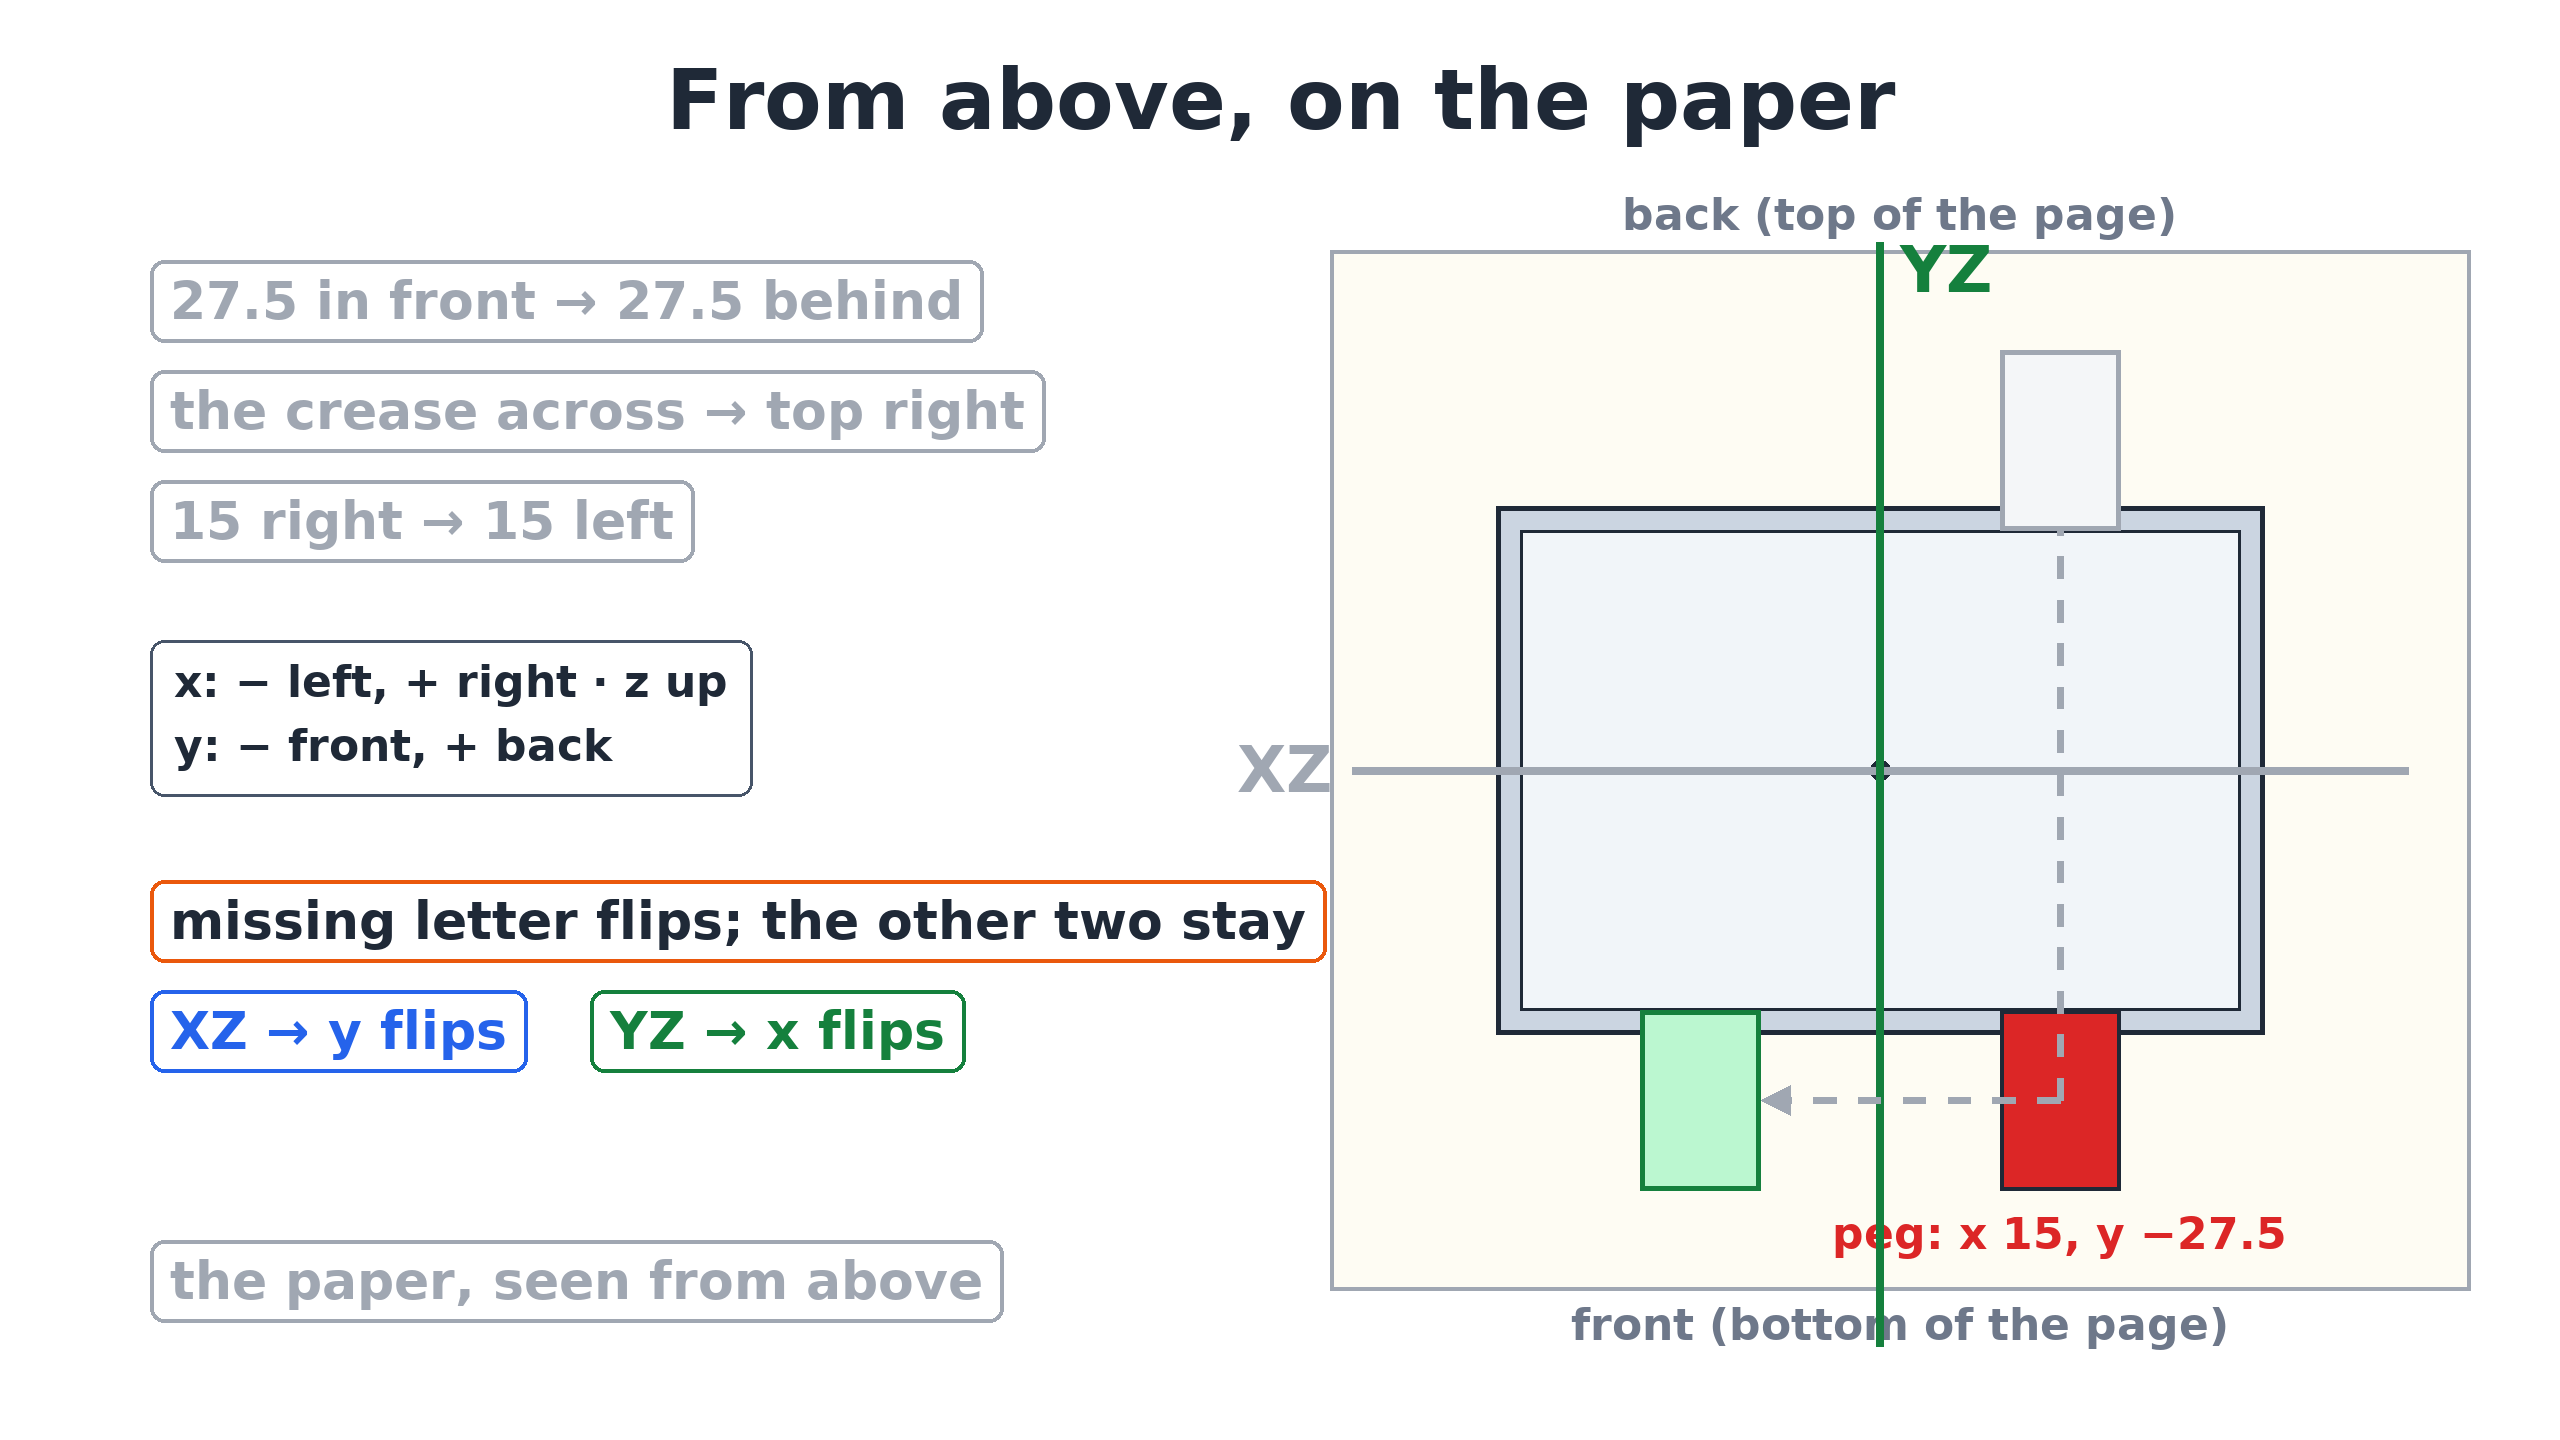 From above, on the paper
27.5 in front → 27.5 behind
the crease across → top right
15 right → 15 left
x: − left, + right · z up
y: − front, + back
missing letter flips; the other two stay
XZ → y flips
YZ → x flips
the paper, seen from above
back (top of the page)
YZ
XZ
peg: x 15, y −27.5
front (bottom of the page)